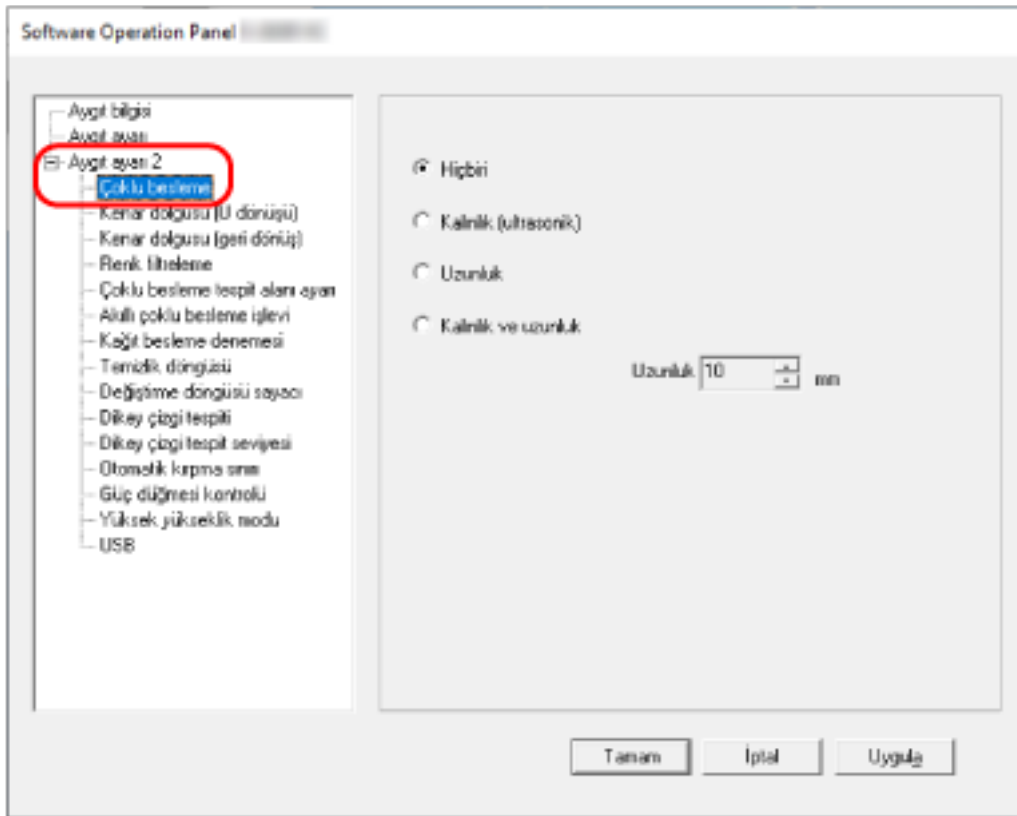 Software Operation Panel
Aygıt bilgisi
Aygıt ayarı
Aygıt ayarı 2
Çoklu besleme
Kenar dolgusu (U dönüşü)
Kenar dolgusu (geri dönüş)
Renk filtreleme
Çoklu besleme tespit alanı ayarı
Akıllı çoklu besleme işlevi
Kağıt besleme denemesi
Temizlik döngüsü
Değiştirme döngüsü sayacı
Dikey çizgi tespiti
Dikey çizgi tespit seviyesi
Otomatik kırpma sınırı
Güç düğmesi kontrolü
Yüksek yükseklik modu
USB
Hiçbiri
Kalınlık (ultrasonik)
Uzunluk
Kalınlık ve uzunluk
Uzunluk 10 mm
Tamam İptal Uygula